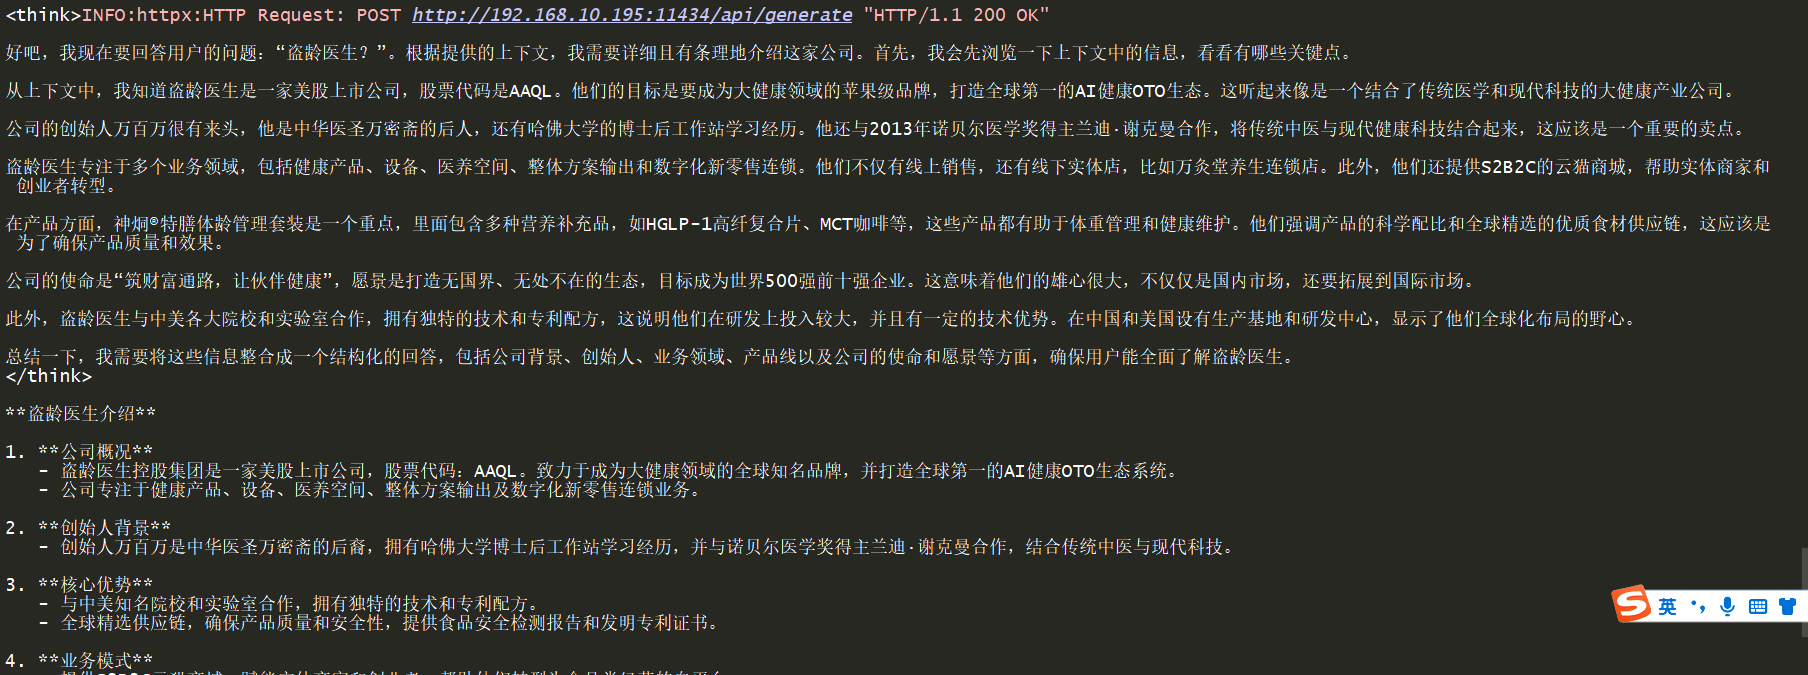 <think>INFO:httpx:HTTP Request: POST http://192.168.10.195:11434/api/generate "HTTP/1.1 200 OK"
好吧，我现在要回答用户的问题：“盗龄医生？”。根据提供的上下文，我需要详细且有条理地介绍这家公司。首先，我会先浏览一下上下文中的信息，看看有哪些关键点。
从上下文中，我知道盗龄医生是一家美股上市公司，股票代码是AAQL。他们的目标是要成为大健康领域的苹果级品牌，打造全球第一的AI健康OTO生态。这听起来像是一个结合了传统医学和现代科技的大健康产业公司。
公司的创始人万百万很有来头，他是中华医圣万密斋的后人，还有哈佛大学的博士后工作站学习经历。他还与2013年诺贝尔医学奖得主兰迪·谢克曼合作，将传统中医与现代健康科技结合起来，这应该是一个重要的卖点。
盗龄医生专注于多个业务领域，包括健康产品、设备、医养空间、整体方案输出和数字化新零售连锁。他们不仅有线上销售，还有线下实体店，比如万灸堂养生连锁店。此外，他们还提供S2B2C的云猫商城，帮助实体商家和
创业者转型。
在产品方面，神炯®特膳体龄管理套装是一个重点，里面包含多种营养补充品，如HGLP-1高纤复合片、MCT咖啡等，这些产品都有助于体重管理和健康维护。他们强调产品的科学配比和全球精选的优质食材供应链，这应该是
为了确保产品质量和效果。
公司的使命是“筑财富通路，让伙伴健康”，愿景是打造无国界、无处不在的生态，目标成为世界500强前十强企业。这意味着他们的雄心很大，不仅仅是国内市场，还要拓展到国际市场。
此外，盗龄医生与中美各大院校和实验室合作，拥有独特的技术和专利配方，这说明他们在研发上投入较大，并且有一定的技术优势。在中国和美国设有生产基地和研发中心，显示了他们全球化布局的野心。
总结一下，我需要将这些信息整合成一个结构化的回答，包括公司背景、创始人、业务领域、产品线以及公司的使命和愿景等方面，确保用户能全面了解盗龄医生。
</think>
**盗龄医生介绍**
1. **公司概况**
- 盗龄医生控股集团是一家美股上市公司，股票代码：AAQL。致力于成为大健康领域的全球知名品牌，并打造全球第一的AI健康OTO生态系统。
- 公司专注于健康产品、设备、医养空间、整体方案输出及数字化新零售连锁业务。
2. **创始人背景**
- 创始人万百万是中华医圣万密斋的后裔，拥有哈佛大学博士后工作站学习经历，并与诺贝尔医学奖得主兰迪·谢克曼合作，结合传统中医与现代科技。
3. **核心优势**
- 与中美知名院校和实验室合作，拥有独特的技术和专利配方。
- 全球精选供应链，确保产品质量和安全性，提供食品安全检测报告和发明专利证书。
英
4. **业务模式**